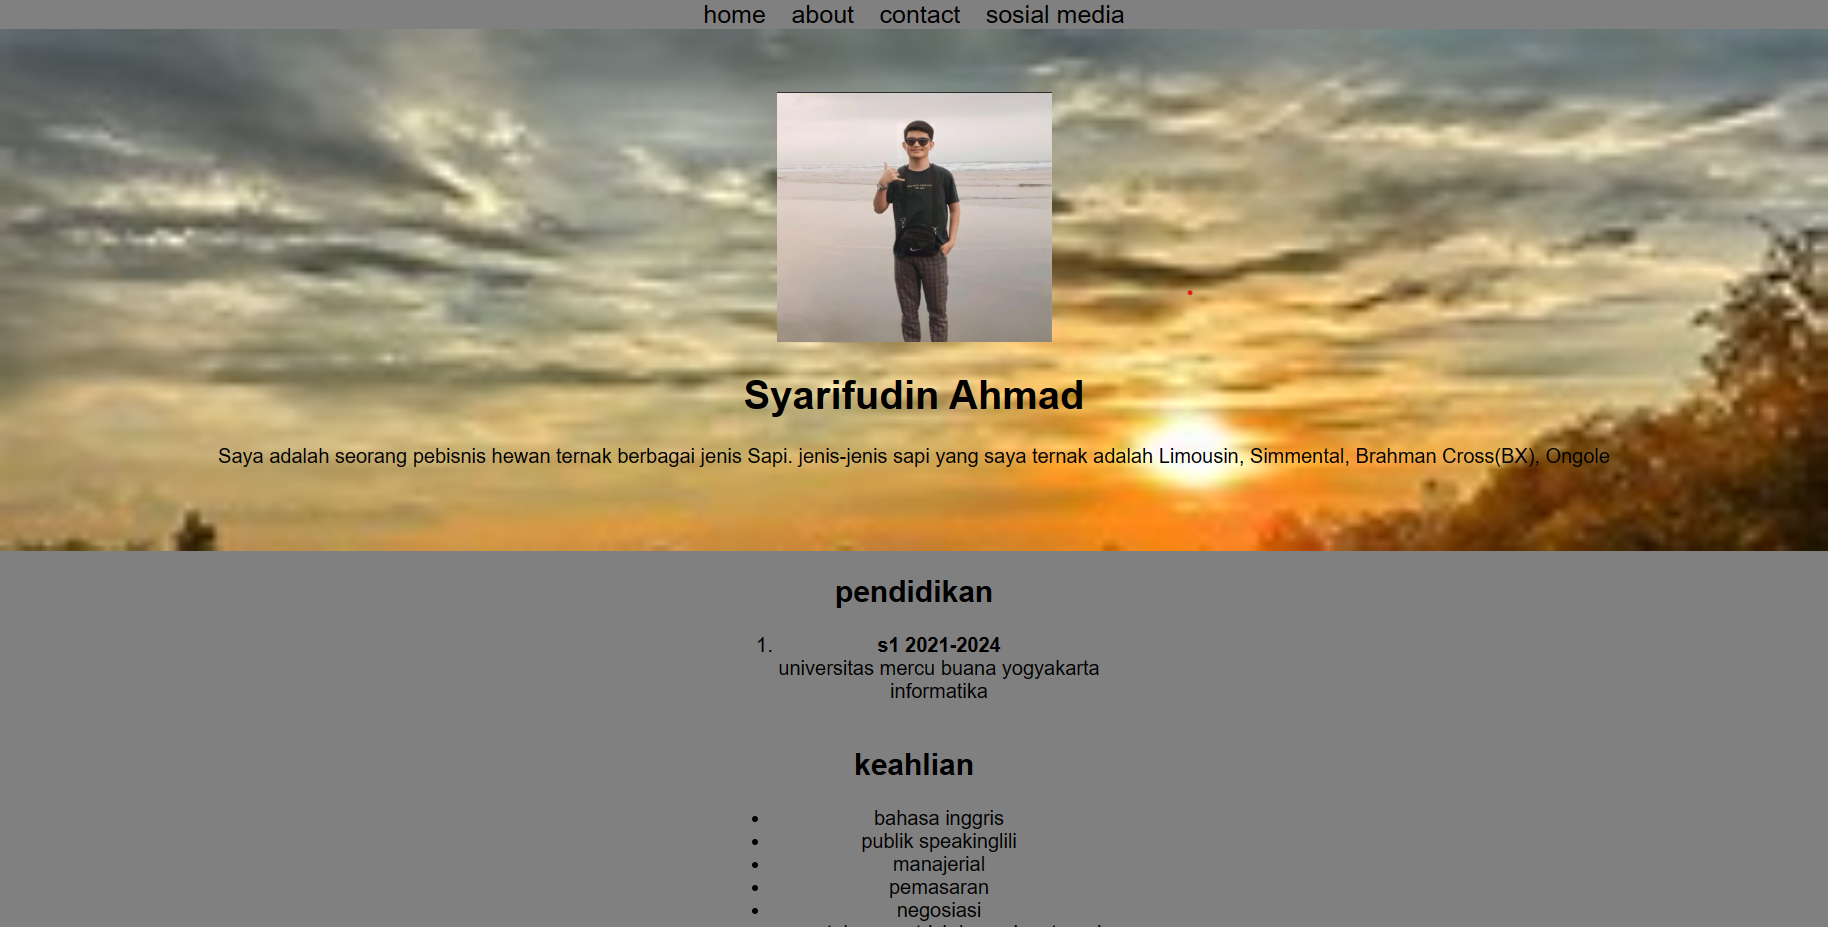 home about contact sosial media
Syarifudin Ahmad
Saya adalah seorang pebisnis hewan ternak berbagai jenis Sapi. jenis-jenis sapi yang saya ternak adalah Limousin, Simmental, Brahman Cross(BX), Ongole
pendidikan
1. s1 2021-2024
universitas mercu buana yogyakarta
informatika
keahlian
• bahasa inggris
• publik speakinglili
• manajerial
• pemasaran
• negosiasi